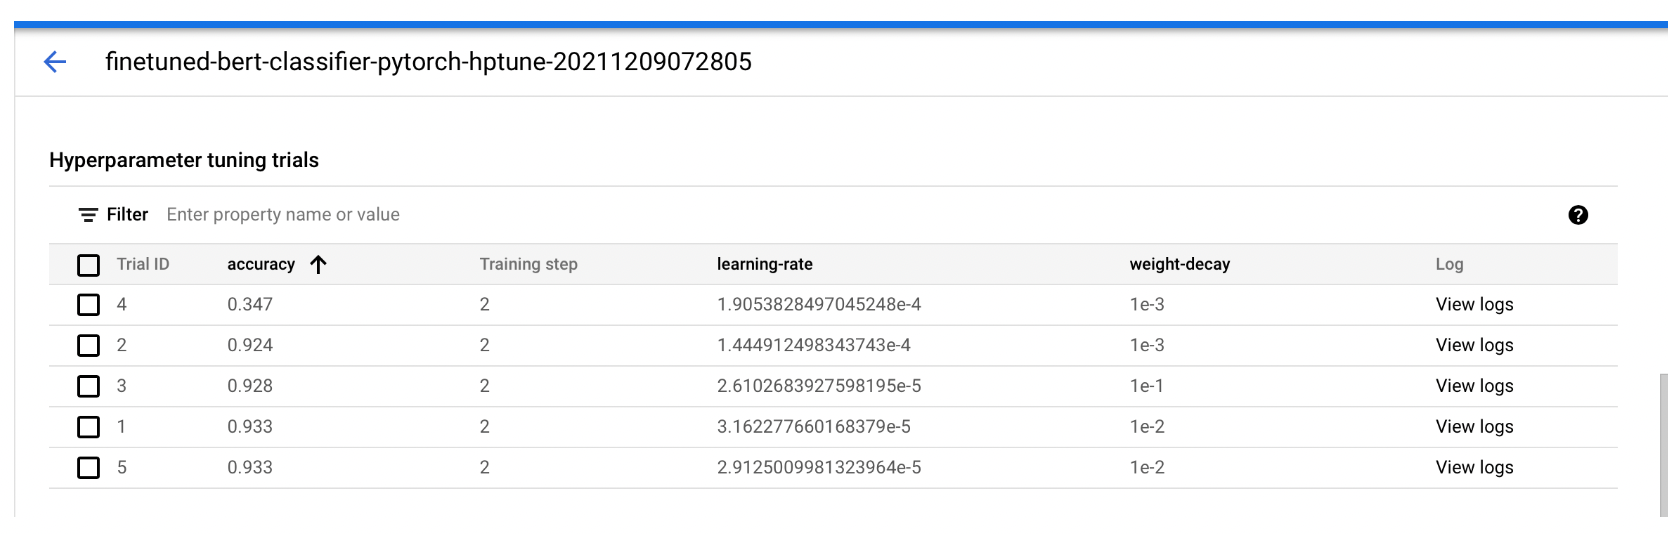 finetuned-bert-classifier-pytorch-hptune-20211209072805
Hyperparameter tuning trials
Filter Enter property name or value
Trial ID accuracy Training step learning-rate weight-decay Log
4 0.347 2 1.9053828497045248e-4 1e-3 View logs
2 0.924 2 1.444912498343743e-4 1e-3 View logs
3 0.928 2 2.6102683927598195e-5 1e-1 View logs
1 0.933 2 3.162277660168379e-5 1e-2 View logs
5 0.933 2 2.9125009981323964e-5 1e-2 View logs